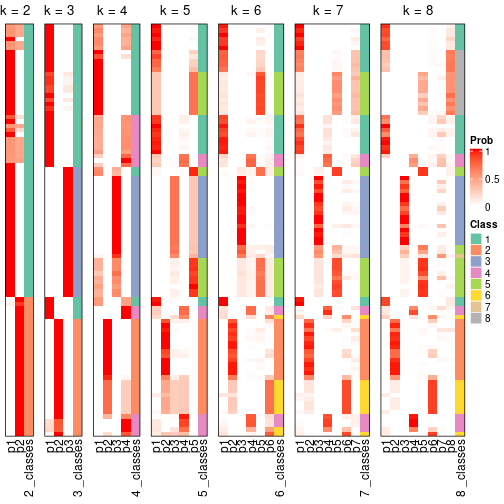 k = 2 k = 3 k = 4 k = 5 k = 6 k = 7 k = 8
Prob
1
0.5
0
Class
1
2
3
4
5
6
7
8
p1 p2 2_classes
p1 p2 p3 3_classes
p1 p2 p3 p4 4_classes
p1 p2 p3 p4 p5 5_classes
p1 p2 p3 p4 p5 p6 6_classes
p1 p2 p3 p4 p5 p6 p7 7_classes
p1 p2 p3 p4 p5 p6 p7 p8 8_classes